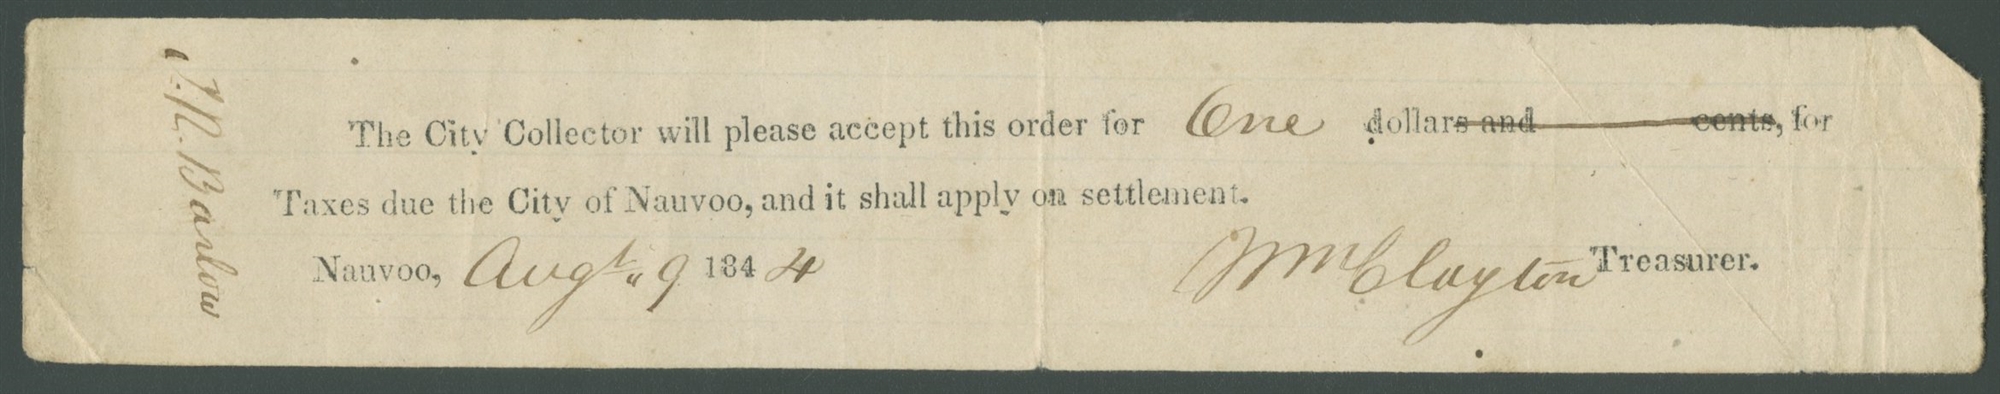 J. N. Barlow
The City Collector will please accept this order for One dollars and cents, for
Taxes due the City of Nauvoo, and it shall apply on settlement.
Nauvoo, Augt. 9 1844 Wm Clayton Treasurer.